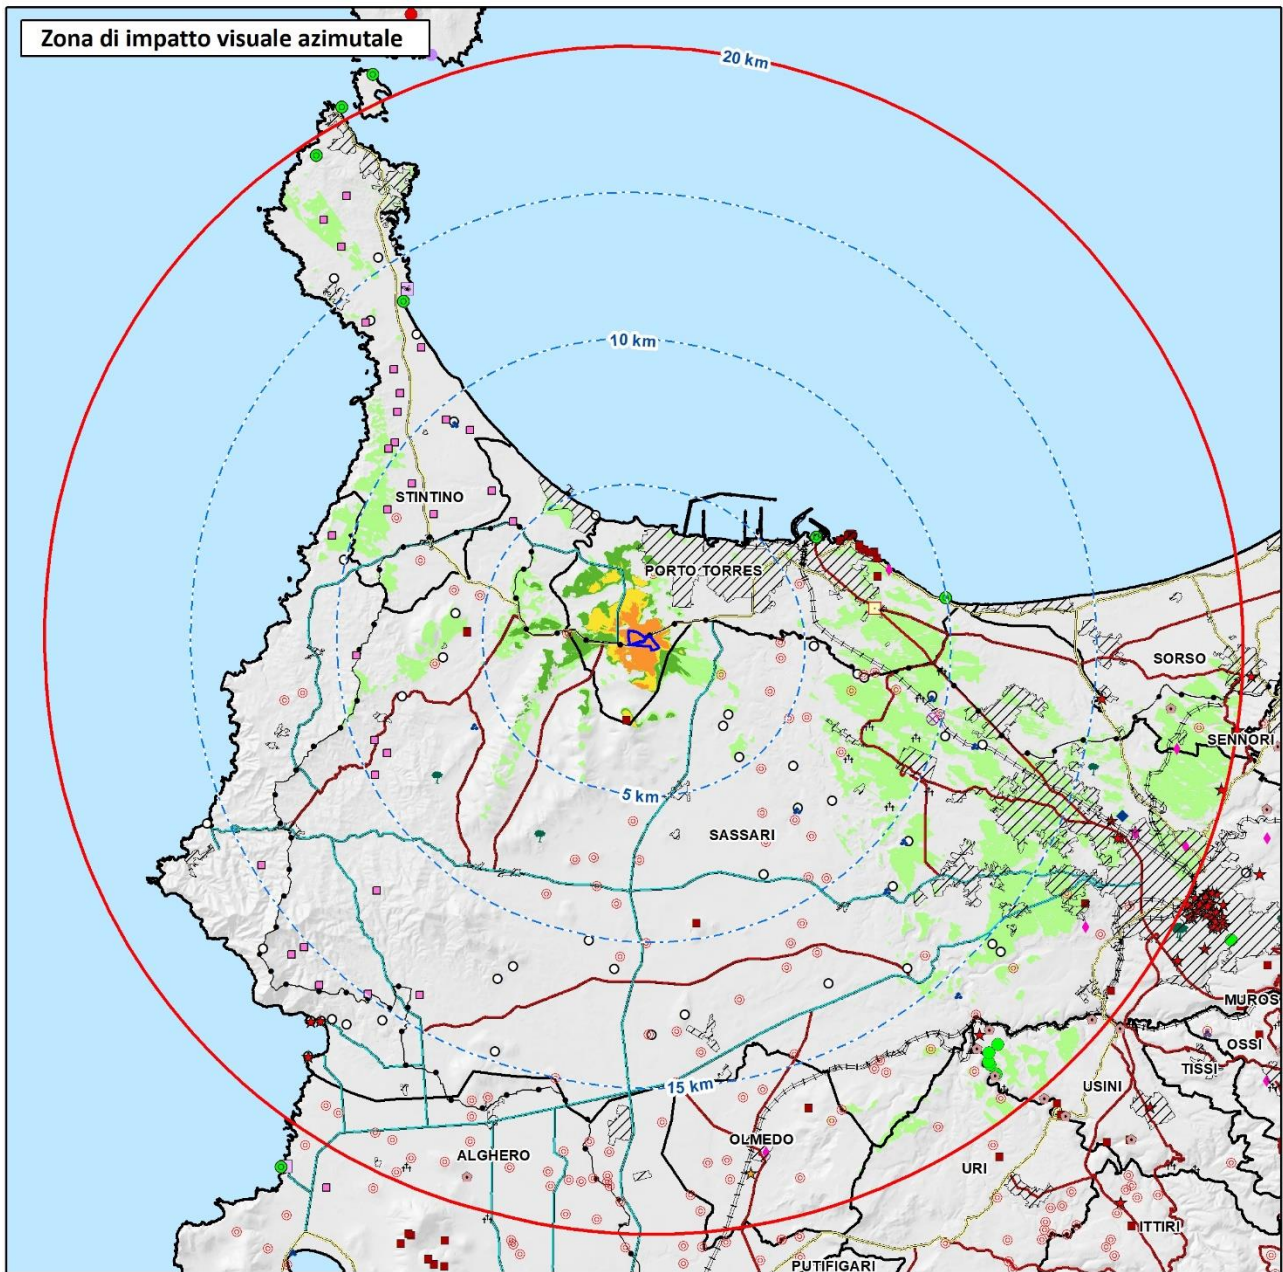 Zona di impatto visuale azimutale
20 km
10 km
STINTINO
PORTO TORRES
SORSO
SENNORI
5 km
SASSARI
MUROS
OSSI
TISSI
15 km
USINI
OLMEDO
ALGHERO
URI
ITTIRI
PUTIFIGARI